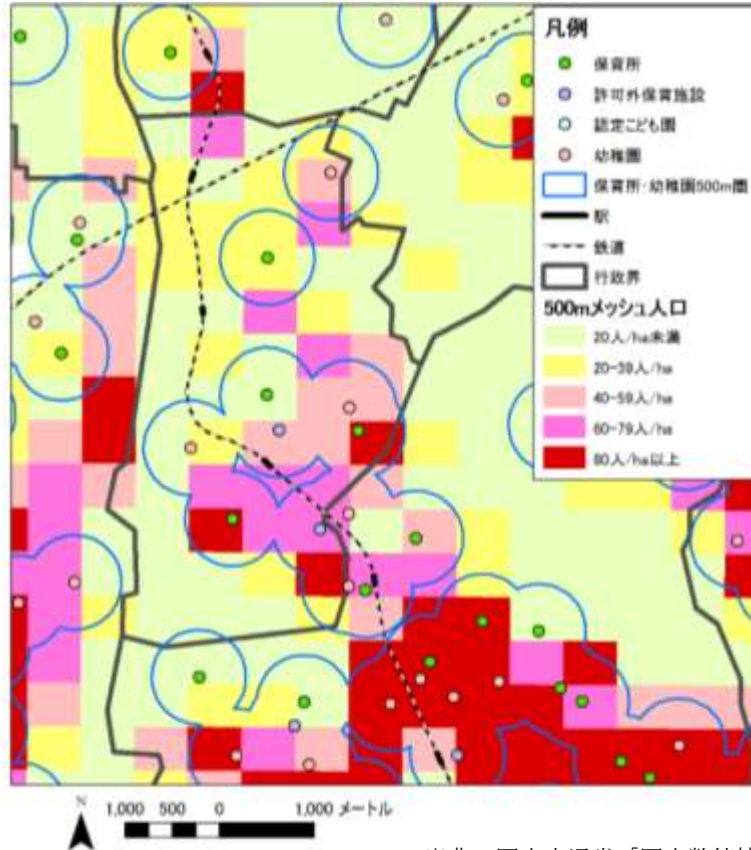 凡例
保育所
許可外保育施設
認定こども園
幼稚園
保育所・幼稚園500m圏
駅
鉄道
行政界
500mメッシュ人口
20人/ha未満
20-39人/ha
40-59人/ha
60-79人/ha
80人/ha以上
N
1,000 500 0 1,000 メートル